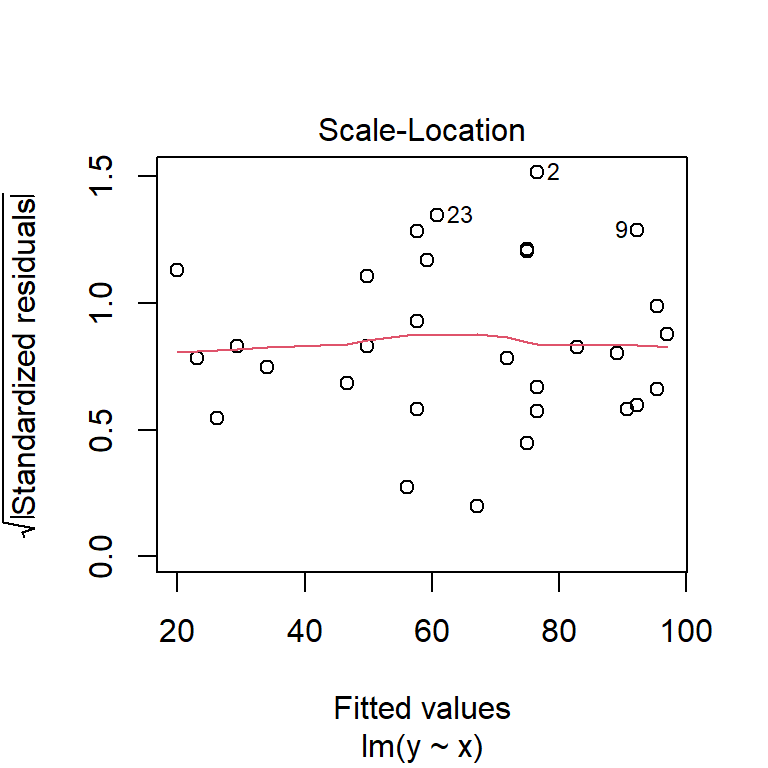 Scale-Location
√|Standardized residuals|
1.5
1.0
0.5
0.0
2
23
9
20 40 60 80 100
Fitted values
lm(y ~ x)